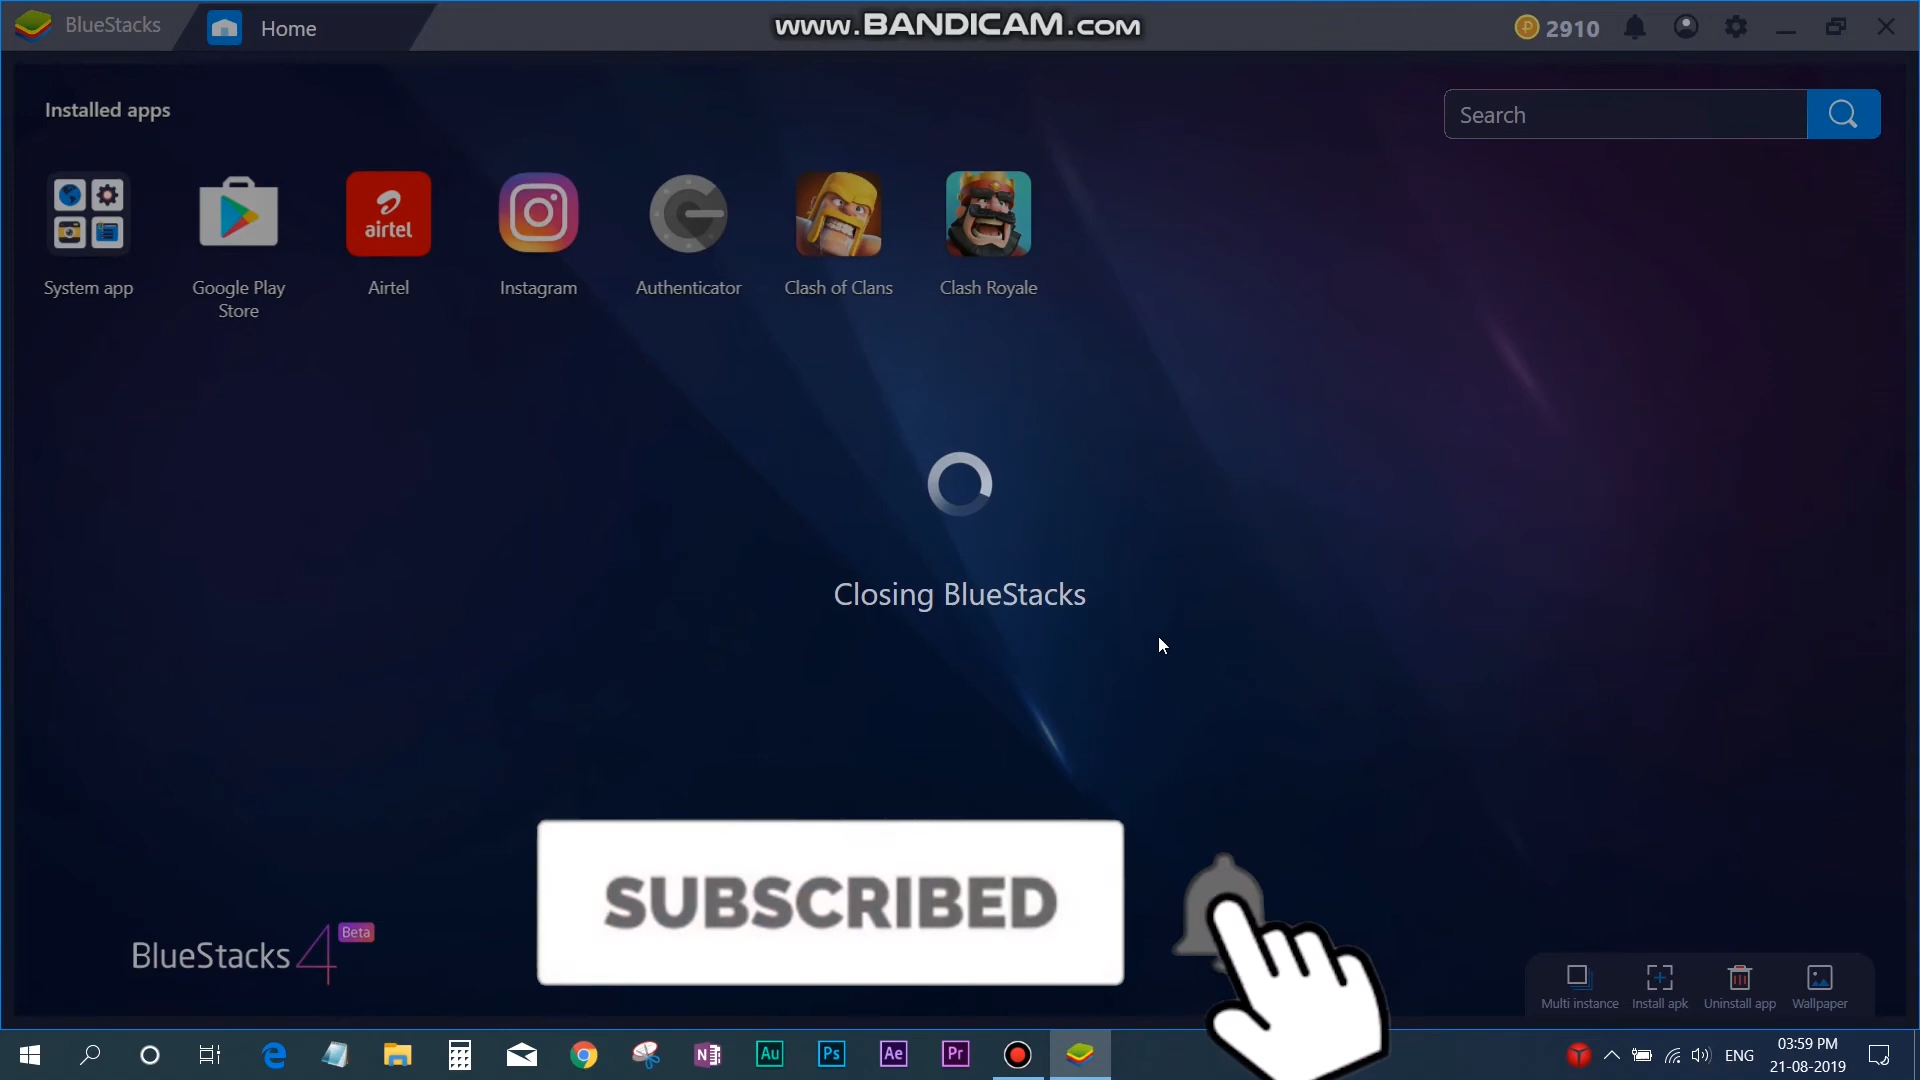 BlueStacks
Home
www.BANDICAM.com
2910
Installed apps
Search
airtel
System app
Google Play
Store
Airtel
Instagram
Authenticator
Clash of Clans
Clash Royale
Closing BlueStacks
SUBSCRIBED
BlueStacks 4
Beta
Multi instance
Install apk
Uninstall app
Wallpaper
N
Au
Ps
Ae
Pr
ENG
03:59 PM
21-08-2019